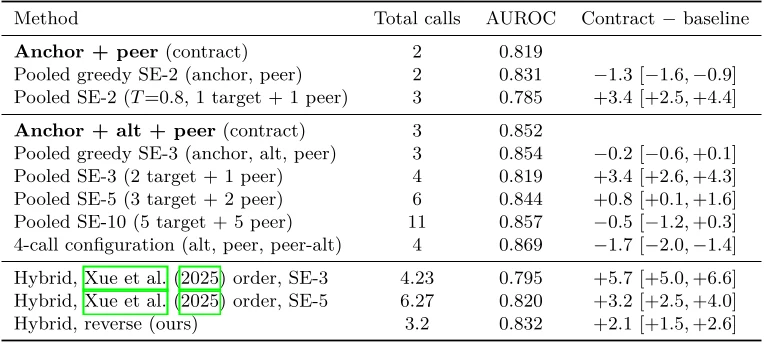 Method Total calls AUROC Contract − baseline
Anchor + peer (contract) 2 0.819
Pooled greedy SE-2 (anchor, peer) 2 0.831 −1.3 [−1.6, −0.9]
Pooled SE-2 (T=0.8, 1 target + 1 peer) 3 0.785 +3.4 [+2.5, +4.4]
Anchor + alt + peer (contract) 3 0.852
Pooled greedy SE-3 (anchor, alt, peer) 3 0.854 −0.2 [−0.6, +0.1]
Pooled SE-3 (2 target + 1 peer) 4 0.819 +3.4 [+2.6, +4.3]
Pooled SE-5 (3 target + 2 peer) 6 0.844 +0.8 [+0.1, +1.6]
Pooled SE-10 (5 target + 5 peer) 11 0.857 −0.5 [−1.2, +0.3]
4-call configuration (alt, peer, peer-alt) 4 0.869 −1.7 [−2.0, −1.4]
Hybrid, Xue et al. (2025) order, SE-3 4.23 0.795 +5.7 [+5.0, +6.6]
Hybrid, Xue et al. (2025) order, SE-5 6.27 0.820 +3.2 [+2.5, +4.0]
Hybrid, reverse (ours) 3.2 0.832 +2.1 [+1.5, +2.6]